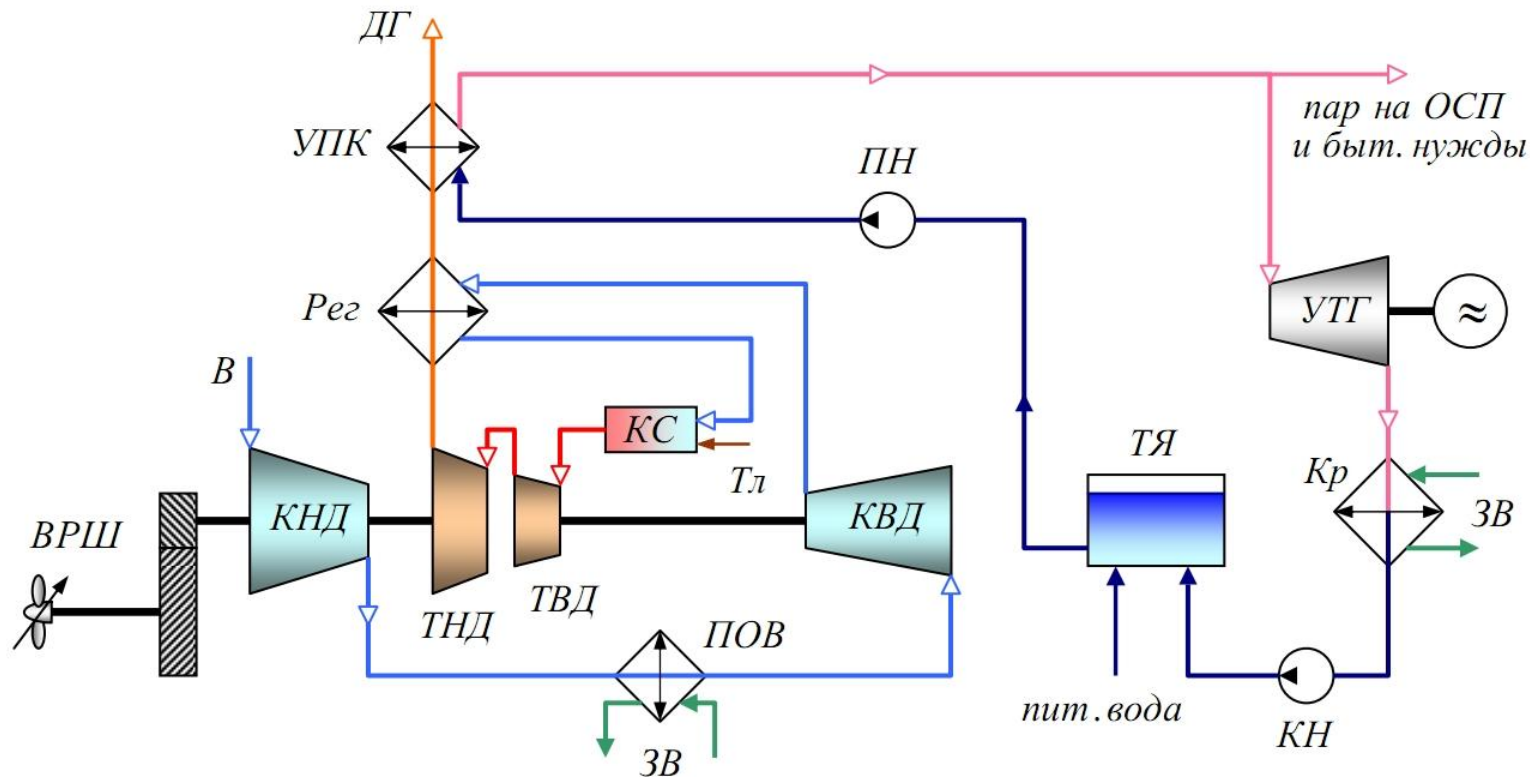 ДГ
УПК
пар на ОСП
и быт. нужды
ПН
Рег
УТГ
≈
В
КС
Тл
ТЯ
Кр
ЗВ
КНД
КВД
ВРШ
ТНД
ТВД
ПОВ
ЗВ
пит. вода
КН